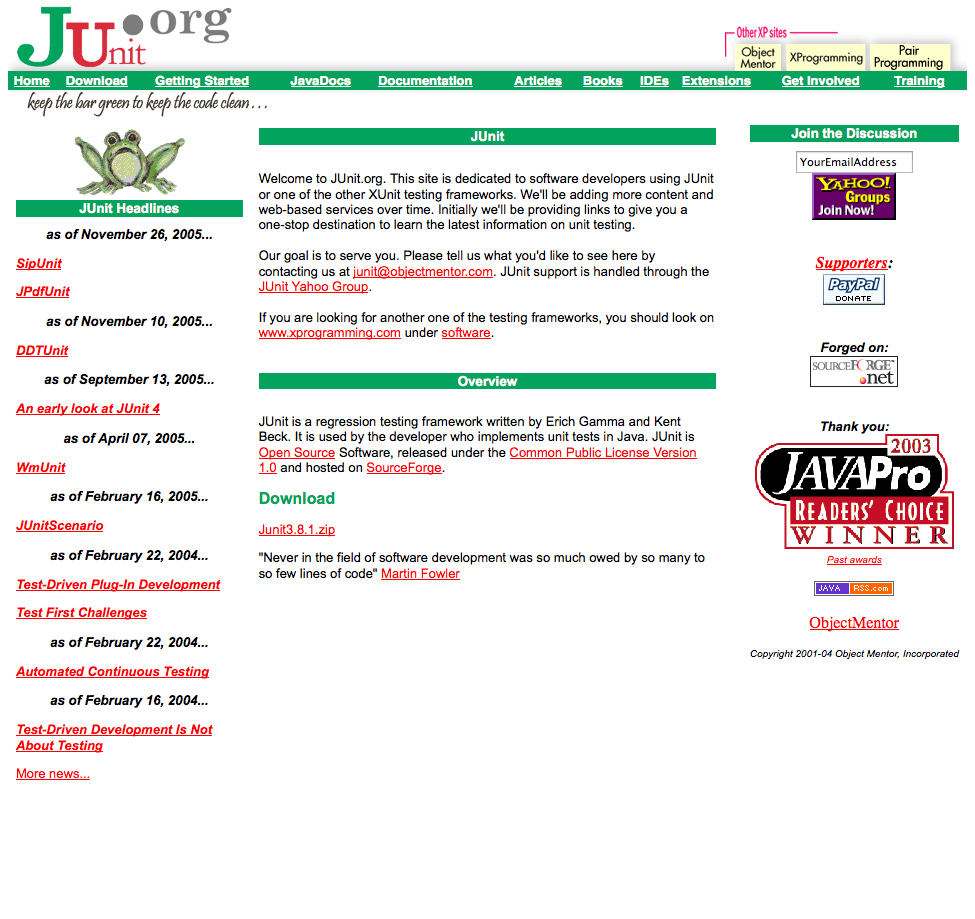 JUnit.org
Other XP sites
Object Mentor
XProgramming
Pair Programming
Home Download Getting Started JavaDocs Documentation Articles Books IDEs Extensions Get Involved Training
keep the bar green to keep the code clean . . .
JUnit Headlines
as of November 26, 2005...
SipUnit
JPdfUnit
as of November 10, 2005...
DDTUnit
as of September 13, 2005...
An early look at JUnit 4
as of April 07, 2005...
WmUnit
as of February 16, 2005...
JUnitScenario
as of February 22, 2004...
Test-Driven Plug-In Development
Test First Challenges
as of February 22, 2004...
Automated Continuous Testing
as of February 16, 2004...
Test-Driven Development Is Not
About Testing
More news...
JUnit
Welcome to JUnit.org. This site is dedicated to software developers using JUnit
or one of the other XUnit testing frameworks. We'll be adding more content and
web-based services over time. Initially we'll be providing links to give you a
one-stop destination to learn the latest information on unit testing.
Our goal is to serve you. Please tell us what you'd like to see here by
contacting us at junit@objectmentor.com. JUnit support is handled through the
JUnit Yahoo Group.
If you are looking for another one of the testing frameworks, you should look on
www.xprogramming.com under software.
Overview
JUnit is a regression testing framework written by Erich Gamma and Kent
Beck. It is used by the developer who implements unit tests in Java. JUnit is
Open Source Software, released under the Common Public License Version
1.0 and hosted on SourceForge.
Download
Junit3.8.1.zip
"Never in the field of software development was so much owed by so many to
so few lines of code" Martin Fowler
Join the Discussion
YourEmailAddress
YAHOO!
Groups
Join Now!
Supporters:
PayPal
DONATE
Forged on:
SOURCEFORGE
.net
Thank you:
2003
JAVAPro
READERS' CHOICE
WINNER
Past awards
JAVA RSS.com
ObjectMentor
Copyright 2001-04 Object Mentor, Incorporated